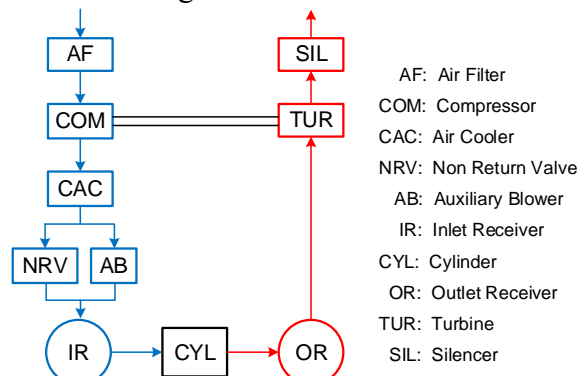 AF
SIL
COM
TUR
CAC
NRV
AB
IR
CYL
OR
AF: Air Filter
COM: Compressor
CAC: Air Cooler
NRV: Non Return Valve
AB: Auxiliary Blower
IR: Inlet Receiver
CYL: Cylinder
OR: Outlet Receiver
TUR: Turbine
SIL: Silencer